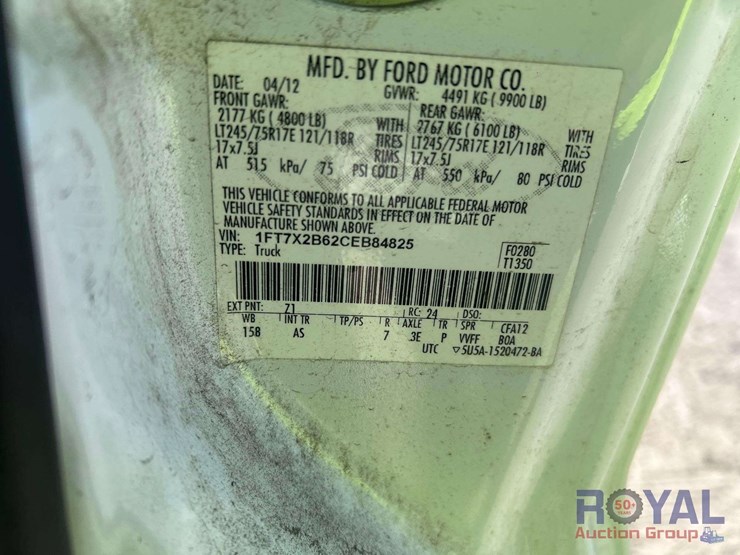 MFD. BY FORD MOTOR CO.
DATE: 04/12 GVWR: 4491 KG ( 9900 LB)
FRONT GAWR: REAR GAWR:
2177 KG ( 4800 LB) WITH 2767 KG ( 6100 LB) WITH
LT245/75R17E 121/118R TIRES LT245/75R17E 121/118R TIRES
17x7.5J RIMS 17x7.5J RIMS
AT 515 kPa/ 75 PSI COLD AT 550 kPa/ 80 PSI COLD
THIS VEHICLE CONFORMS TO ALL APPLICABLE FEDERAL MOTOR
VEHICLE SAFETY STANDARDS IN EFFECT ON THE DATE OF
MANUFACTURE SHOWN ABOVE.
VIN: 1FT7X2B62CEB84825
TYPE: Truck
F0280
T1350
EXT PNT: Z1 RC: 24 DSO:
WB INT TR TP/PS R AXLE TR SPR CFA12
158 AS 7 3E P VVFF BOA
UTC ▽5U5A-1520472-BA
ROYAL
50+
YEARS
Auction Group